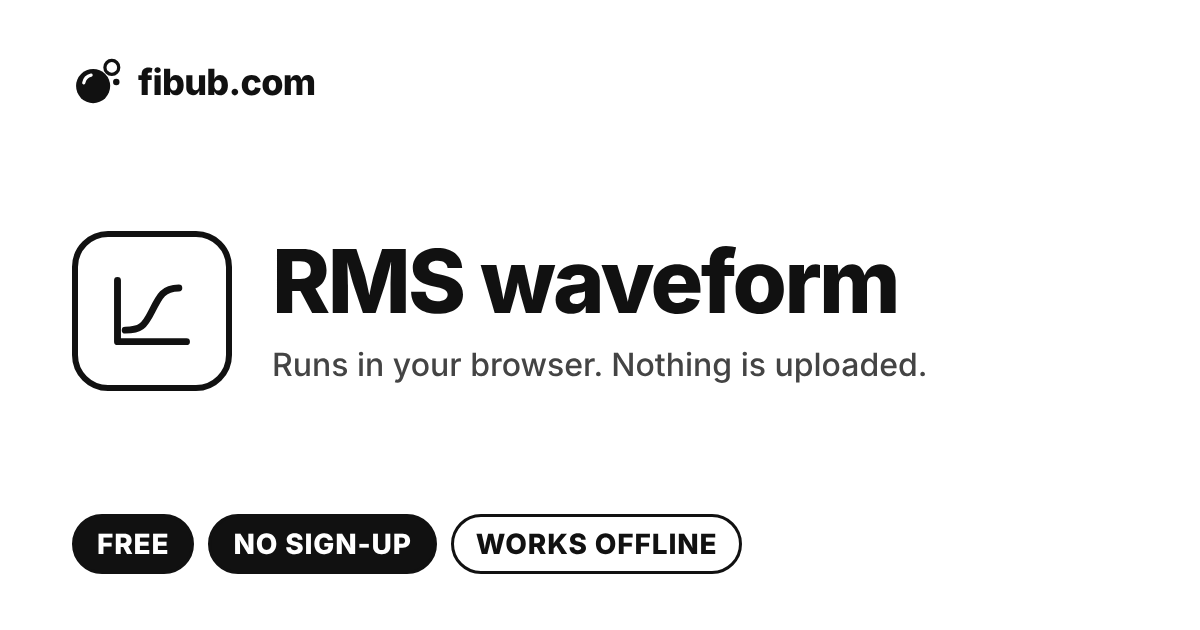 fibub.com
RMS waveform
Runs in your browser. Nothing is uploaded.
FREE
NO SIGN-UP
WORKS OFFLINE